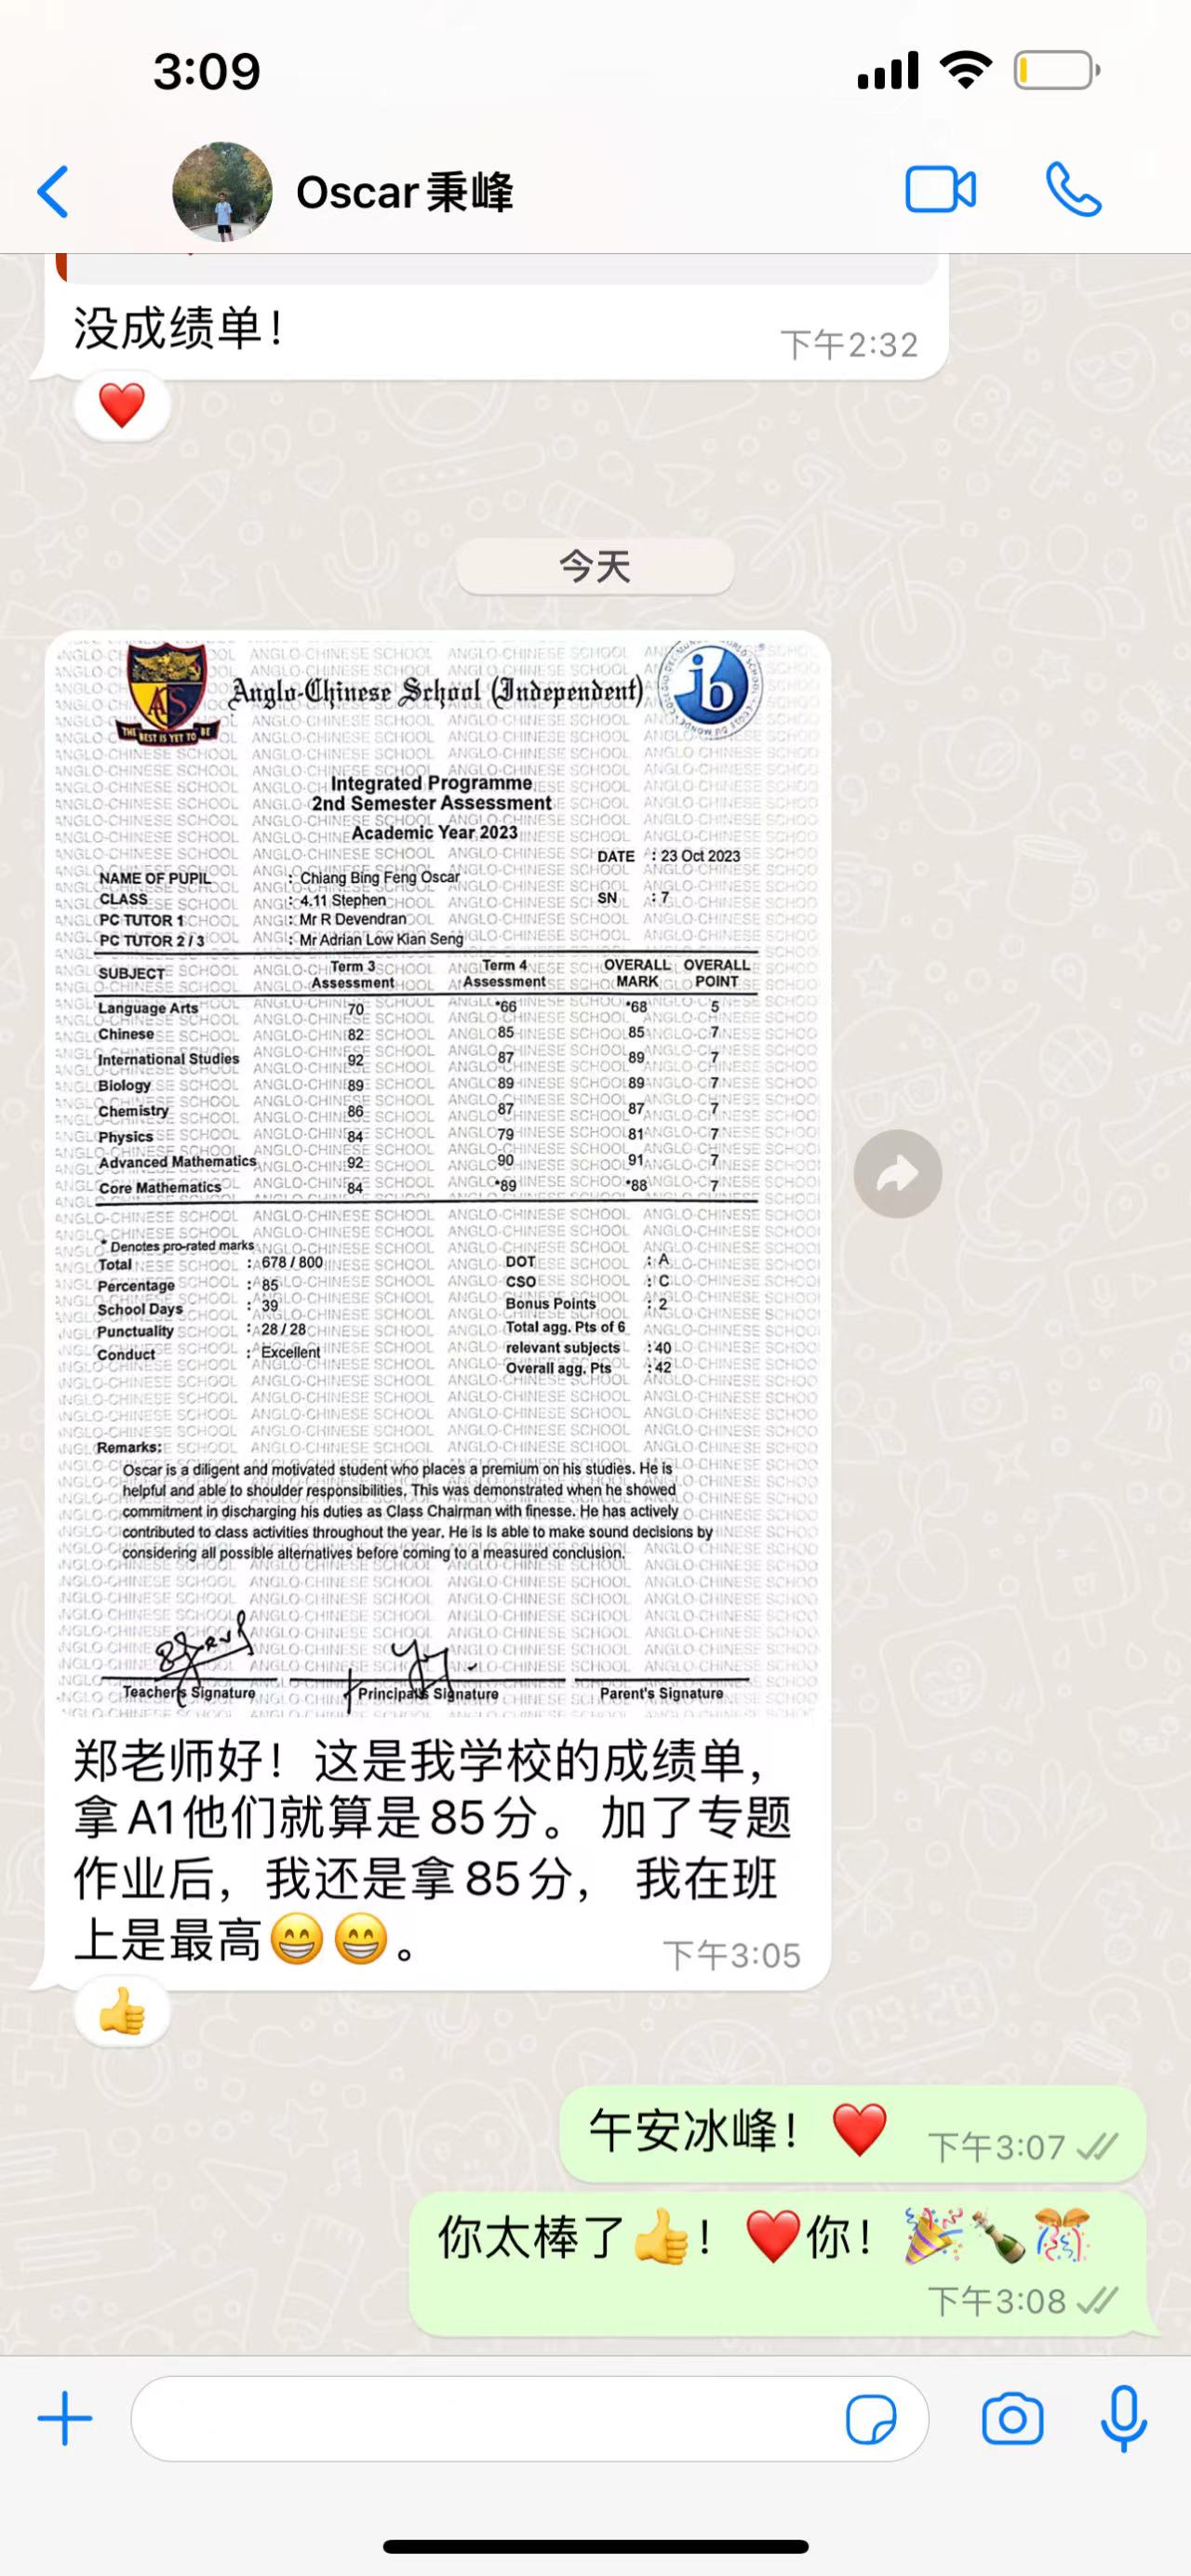 3:09
Oscar秉峰
没成绩单！
下午2:32
今天
THE BEST IS YET TO BE
Anglo-Chinese School (Independent)
ib
Integrated Programme
2nd Semester Assessment
Academic Year 2023
DATE : 23 Oct 2023
NAME OF PUPIL : Chiang Bing Feng Oscar
CLASS : 4.11 Stephen SN : 7
PC TUTOR 1 : Mr R Devendran
PC TUTOR 2 / 3 : Mr Adrian Low Kian Seng
SUBJECT Term 3 Assessment Term 4 Assessment OVERALL MARK OVERALL POINT
Language Arts 70 *66 *68 5
Chinese 82 85 85 7
International Studies 92 87 89 7
Biology 89 89 89 7
Chemistry 86 87 87 7
Physics 84 79 81 7
Advanced Mathematics 92 90 91 7
Core Mathematics 84 *89 *88 7
* Denotes pro-rated marks
Total : 678 / 800 DOT : A
Percentage : 85 CSO : C
School Days : 39 Bonus Points : 2
Punctuality : 28 / 28 Total agg. Pts of 6
Conduct : Excellent relevant subjects : 40
Overall agg. Pts : 42
Remarks:
Oscar is a diligent and motivated student who places a premium on his studies. He is
helpful and able to shoulder responsibilities. This was demonstrated when he showed
commitment in discharging his duties as Class Chairman with finesse. He has actively
contributed to class activities throughout the year. He is is able to make sound decisions by
considering all possible alternatives before coming to a measured conclusion.
Teacher's Signature Principal's Signature Parent's Signature
郑老师好！这是我学校的成绩单，
拿A1他们就算是85分。 加了专题
作业后，我还是拿85分， 我在班
上是最高😁😁。
下午3:05
午安冰峰！❤️ 下午3:07
你太棒了👍！❤️你！🎉🍾🎊
下午3:08